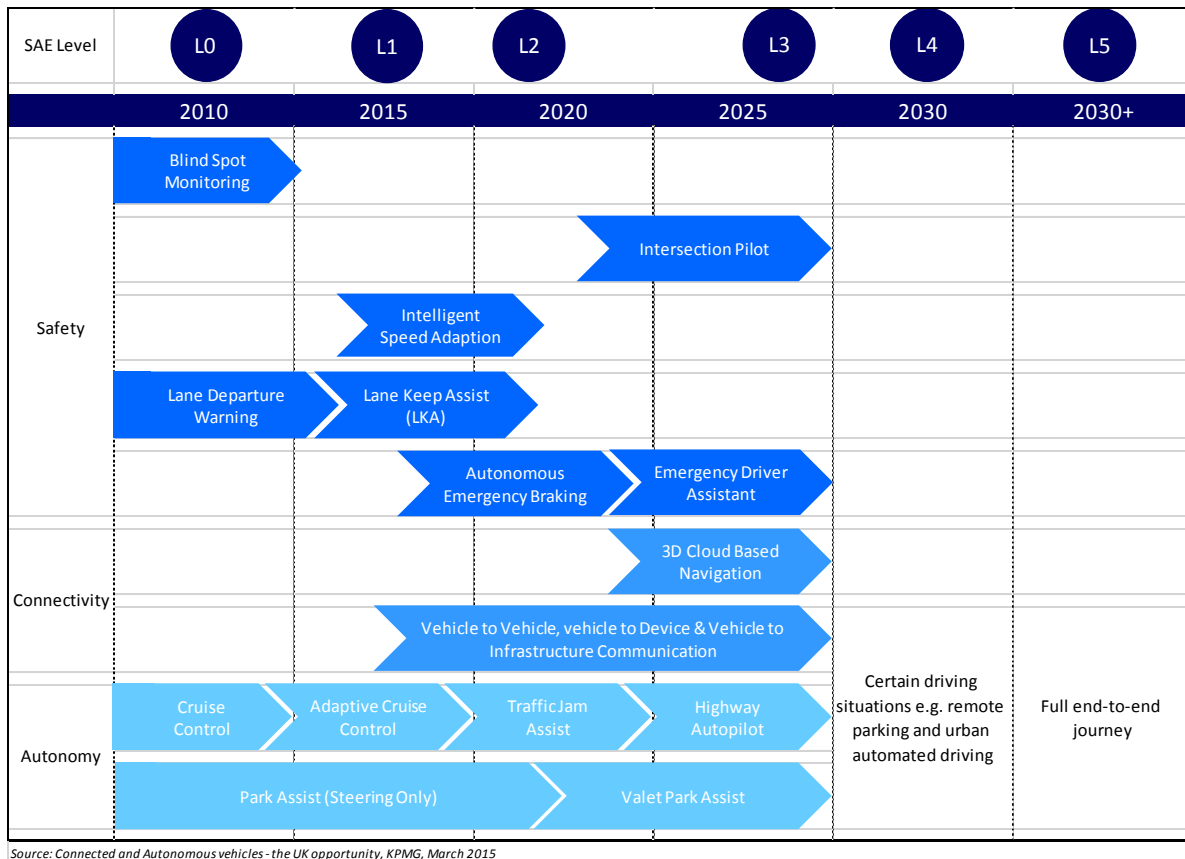 SAE Level
L0
L1
L2
L3
L4
L5
2010
2015
2020
2025
2030
2030+
Safety
Blind Spot
Monitoring
Intersection Pilot
Intelligent
Speed Adaption
Lane Departure
Warning
Lane Keep Assist
(LKA)
Autonomous
Emergency Braking
Emergency Driver
Assistant
Connectivity
3D Cloud Based
Navigation
Vehicle to Vehicle, vehicle to Device & Vehicle to
Infrastructure Communication
Autonomy
Cruise
Control
Adaptive Cruise
Control
Traffic Jam
Assist
Highway
Autopilot
Park Assist (Steering Only)
Valet Park Assist
Certain driving
situations e.g. remote
parking and urban
automated driving
Full end-to-end
journey
Source: Connected and Autonomous vehicles - the UK opportunity, KPMG, March 2015